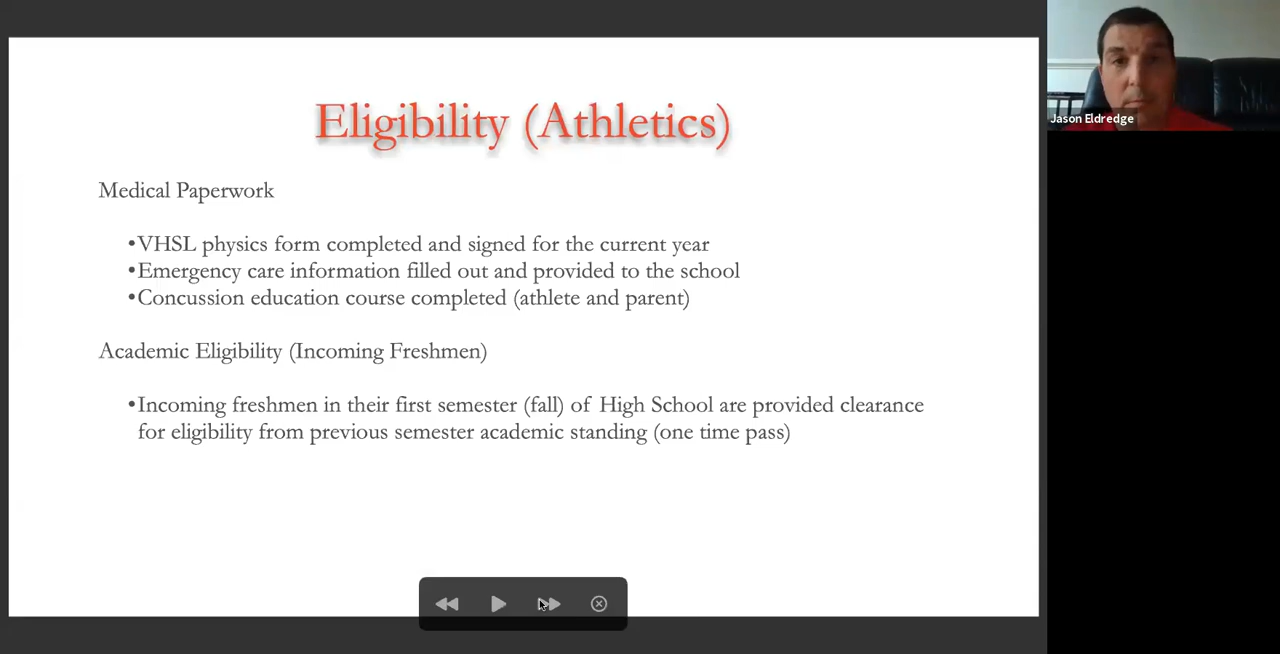 Eligibility (Athletics)
Medical Paperwork
•VHSL physics form completed and signed for the current year
•Emergency care information filled out and provided to the school
•Concussion education course completed (athlete and parent)
Academic Eligibility (Incoming Freshmen)
•Incoming freshmen in their first semester (fall) of High School are provided clearance
for eligibility from previous semester academic standing (one time pass)
Jason Eldredge